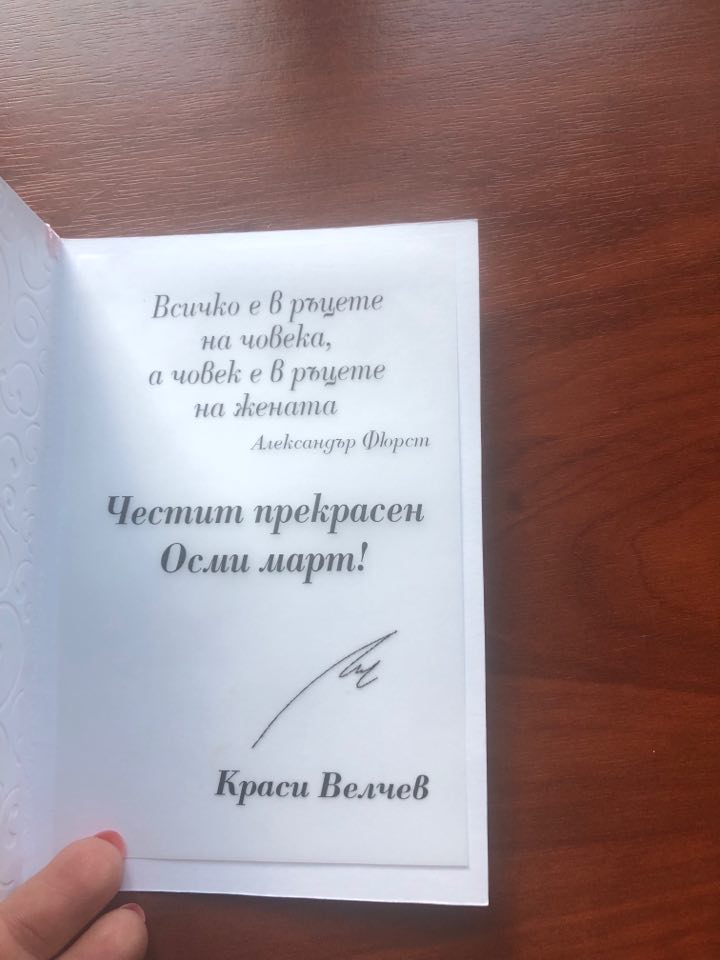 Всичко е в ръцете
на човека,
а човек е в ръцете
на жената
Александър Фюрст
Честит прекрасен
Осми март!
Краси Велчев